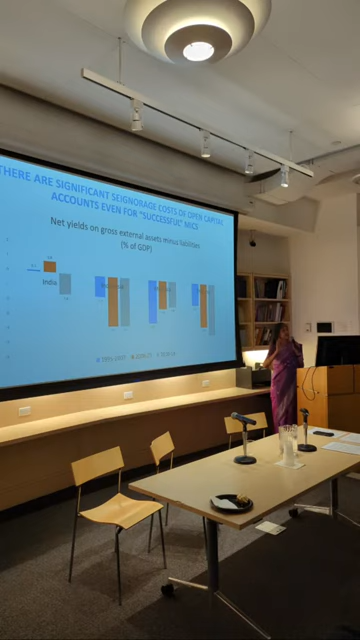 THERE ARE SIGNIFICANT SEIGNORAGE COSTS OF OPEN CAPITAL
ACCOUNTS EVEN FOR "SUCCESSFUL" MICS
Net yields on gross external assets minus liabilities
(% of GDP)
India